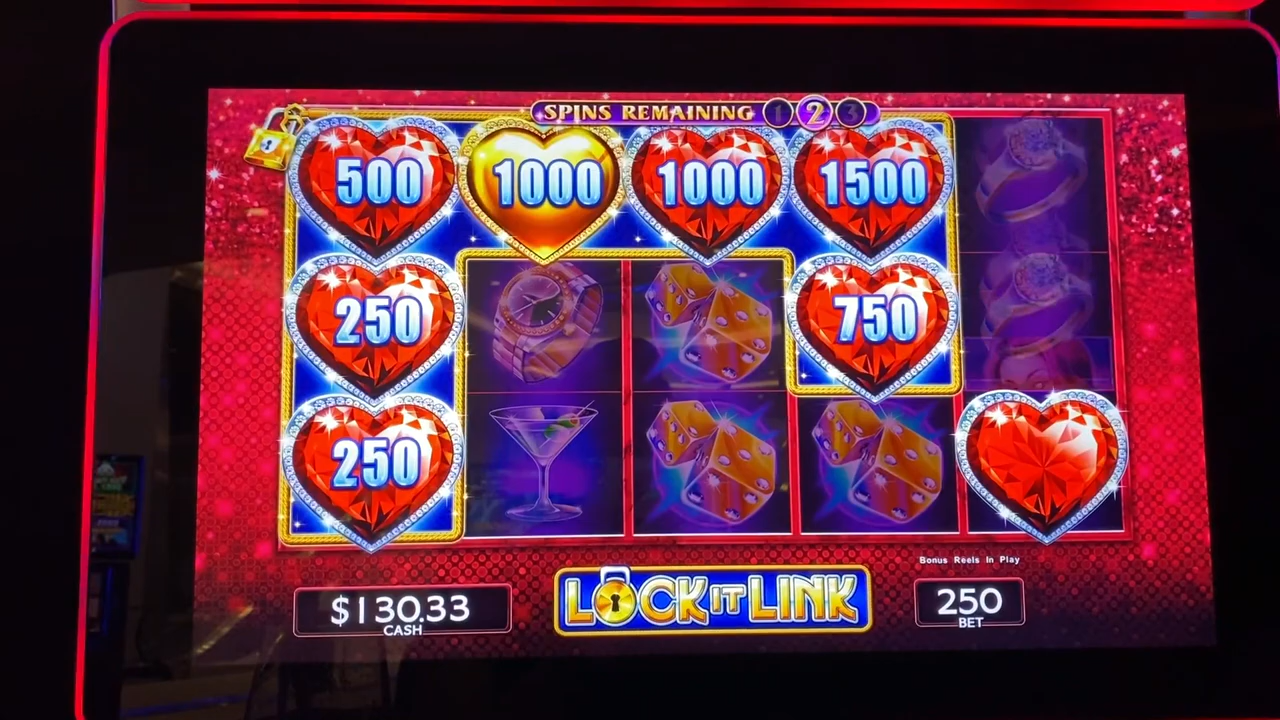 SPINS REMAINING 1 2 3
500 1000 1000 1500
250 750
250
Bonus Reels In Play
$130.33
CASH
LOCK IT LINK
250
BET